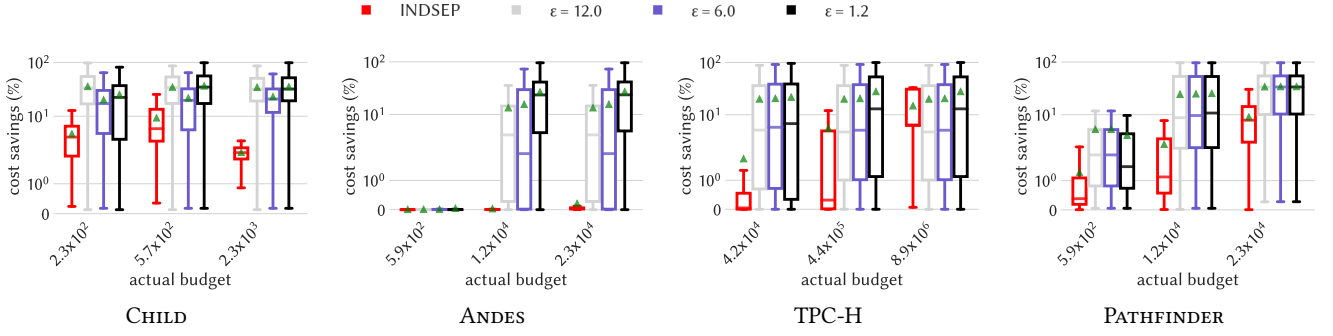 INDSEP ε = 12.0 ε = 6.0 ε = 1.2
cost savings (%)
10²
10¹
10⁰
0
2.3x10²
5.7x10²
2.3x10³
actual budget
CHILD
cost savings (%)
10²
10¹
10⁰
0
5.9x10²
1.2x10⁴
2.3x10⁴
actual budget
ANDES
cost savings (%)
10²
10¹
10⁰
0
4.2x10⁴
4.4x10⁵
8.9x10⁶
actual budget
TPC-H
cost savings (%)
10²
10¹
10⁰
0
5.9x10²
1.2x10⁴
2.3x10⁴
actual budget
PATHFINDER